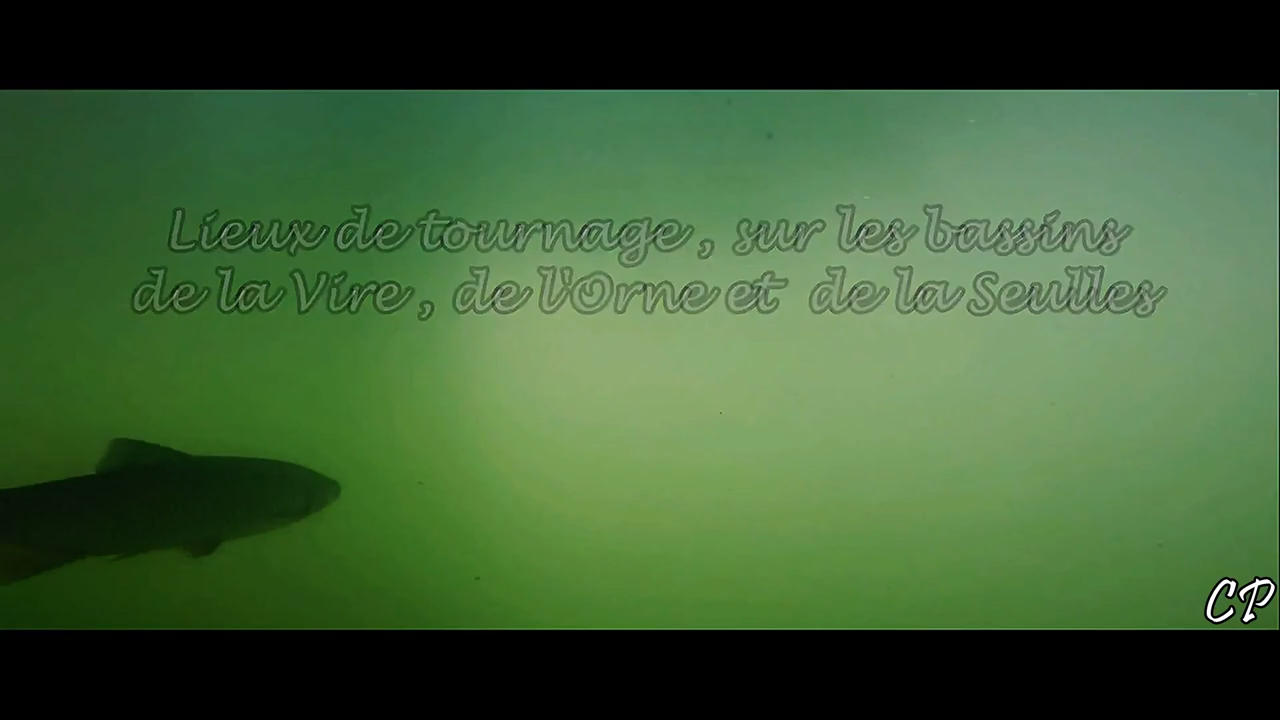 Lieux de tournage , sur les bassins
de la Vire , de l'Orne et de la Seulles
CP